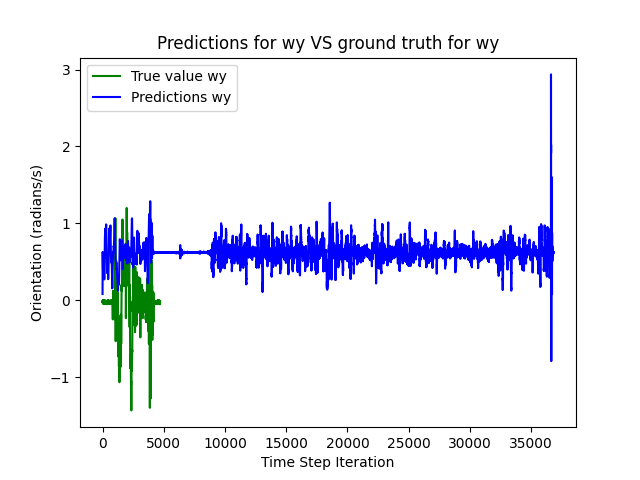 Predictions for wy VS ground truth for wy
True value wy
Predictions wy
Orientation (radians/s)
3
2
1
0
−1
0 5000 10000 15000 20000 25000 30000 35000
Time Step Iteration